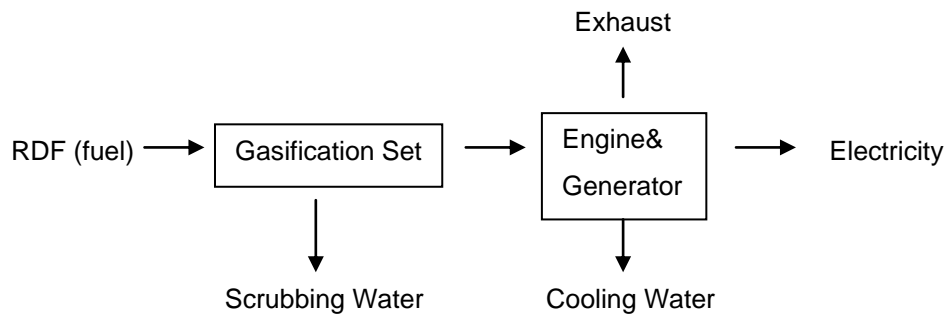 Exhaust
RDF (fuel)
Gasification Set
Engine&
Generator
Electricity
Scrubbing Water
Cooling Water